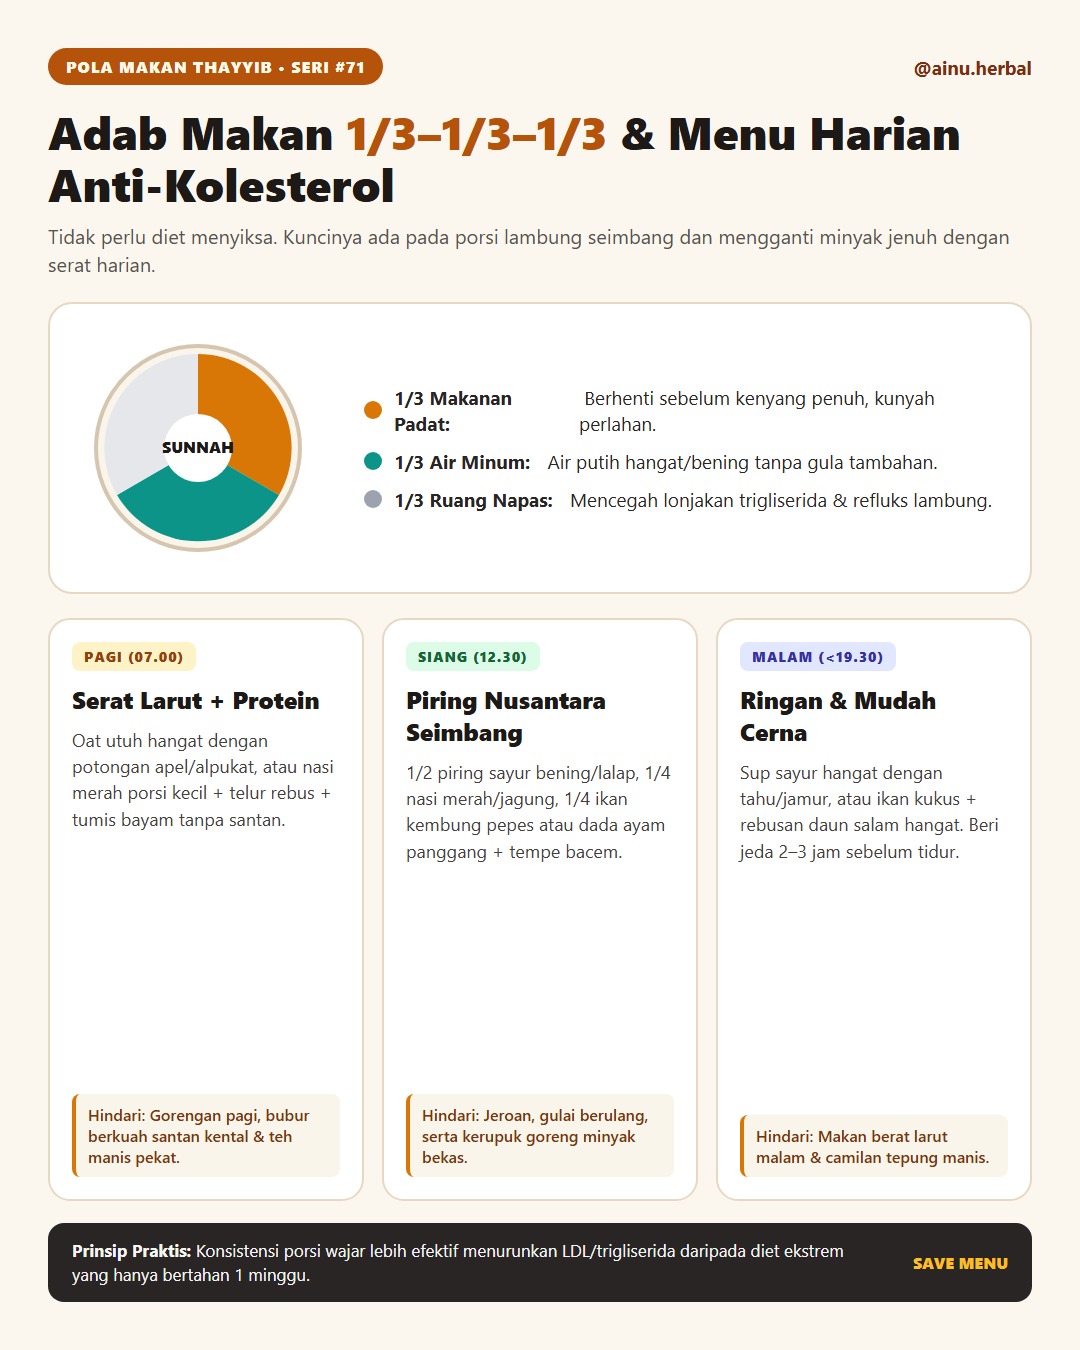 POLA MAKAN THAYYIB • SERI #71
@ainu.herbal
Adab Makan 1/3–1/3–1/3 & Menu Harian
Anti-Kolesterol
Tidak perlu diet menyiksa. Kuncinya ada pada porsi lambung seimbang dan mengganti minyak jenuh dengan
serat harian.
SUNNAH
1/3 Makanan
Padat:
Berhenti sebelum kenyang penuh, kunyah
perlahan.
1/3 Air Minum: Air putih hangat/bening tanpa gula tambahan.
1/3 Ruang Napas: Mencegah lonjakan trigliserida & refluks lambung.
PAGI (07.00)
Serat Larut + Protein
Oat utuh hangat dengan
potongan apel/alpukat, atau nasi
merah porsi kecil + telur rebus +
tumis bayam tanpa santan.
Hindari: Gorengan pagi, bubur
berkuah santan kental & teh
manis pekat.
SIANG (12.30)
Piring Nusantara
Seimbang
1/2 piring sayur bening/lalap, 1/4
nasi merah/jagung, 1/4 ikan
kembung pepes atau dada ayam
panggang + tempe bacem.
Hindari: Jeroan, gulai berulang,
serta kerupuk goreng minyak
bekas.
MALAM (<19.30)
Ringan & Mudah
Cerna
Sup sayur hangat dengan
tahu/jamur, atau ikan kukus +
rebusan daun salam hangat. Beri
jeda 2–3 jam sebelum tidur.
Hindari: Makan berat larut
malam & camilan tepung manis.
Prinsip Praktis: Konsistensi porsi wajar lebih efektif menurunkan LDL/trigliserida daripada diet ekstrem
yang hanya bertahan 1 minggu.
SAVE MENU